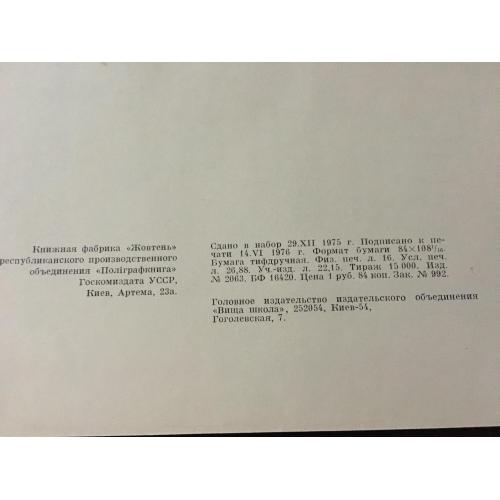 Книжная фабрика «Жовтень»
республиканского производственного
объединения «Поліграфкнига»
Госкомиздата УССР,
Киев, Артема, 23а.
Сдано в набор 29.XII 1975 г. Подписано к пе-
чати 14.VI 1976 г. Формат бумаги 84×108¹/₁₆.
Бумага тифдручная. Физ. печ. л. 16. Усл. печ.
л. 26,88. Уч.-изд. л. 22,15. Тираж 15 000. Изд.
№ 2063. БФ 16420. Цена 1 руб. 84 коп. Зак. № 992.
Головное издательство издательского объединения
«Вища школа», 252054, Киев-54,
Гоголевская, 7.